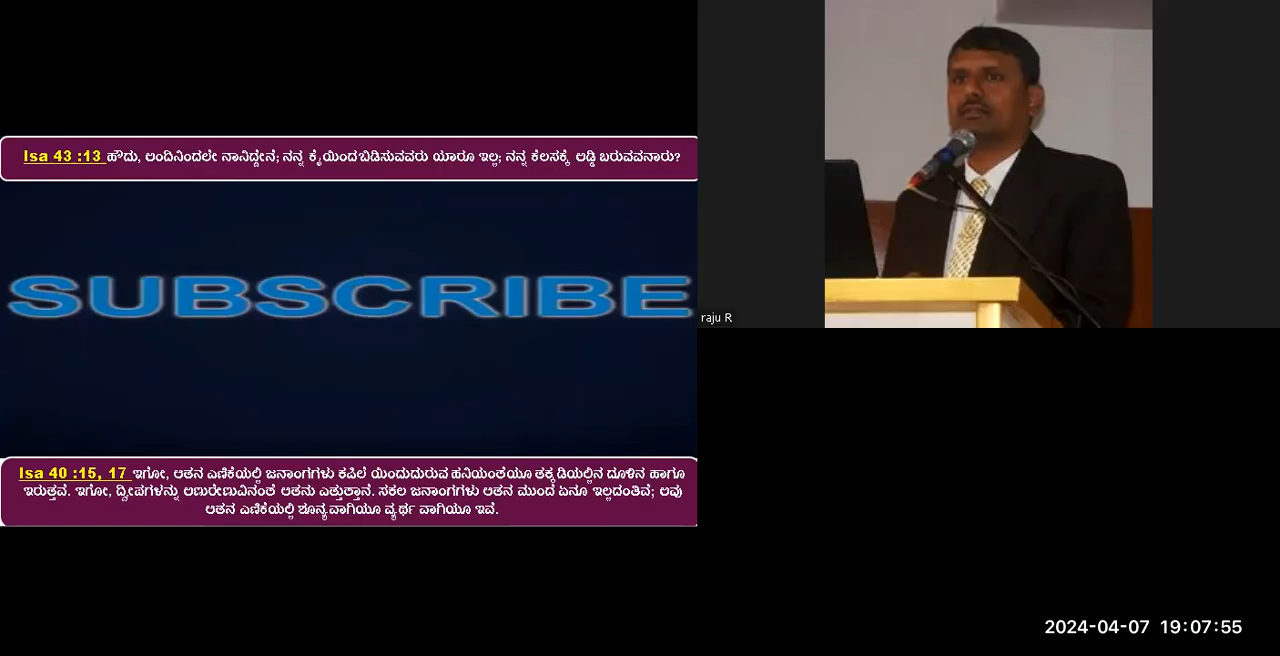 Isa 43 :13 ಹೌದು, ಅಂದಿನಿಂದಲೇ ನಾನಿದ್ದೇನೆ; ನನ್ನ ಕೈಯಿಂದ ಬಿಡಿಸುವವರು ಯಾರೂ ಇಲ್ಲ; ನನ್ನ ಕೆಲಸಕ್ಕೆ ಅಡ್ಡಿ ಬರುವವನಾರು?
SUBSCRIBE
raju R
Isa 40 :15, 17 ಇಗೋ, ಆತನ ಎಣಿಕೆಯಲ್ಲಿ ಜನಾಂಗಗಳು ಕಪಿಲೆ ಯಿಂದುದುರುವ ಹನಿಯಂತೆಯೂ ತಕ್ಕಡಿಯಲ್ಲಿನ ದೂಳಿನ ಹಾಗೂ
ಇರುತ್ತವೆ. ಇಗೋ, ದ್ವೀಪಗಳನ್ನು ಅಣುರೇಣುವಿನಂತೆ ಆತನು ಎತ್ತುತ್ತಾನೆ. ಸಕಲ ಜನಾಂಗಗಳು ಆತನ ಮುಂದೆ ಏನೂ ಇಲ್ಲದಂತಿವೆ; ಅವು
ಆತನ ಎಣಿಕೆಯಲ್ಲಿ ಶೂನ್ಯವಾಗಿಯೂ ವ್ಯರ್ಥ ವಾಗಿಯೂ ಇವೆ.
2024-04-07 19:07:55